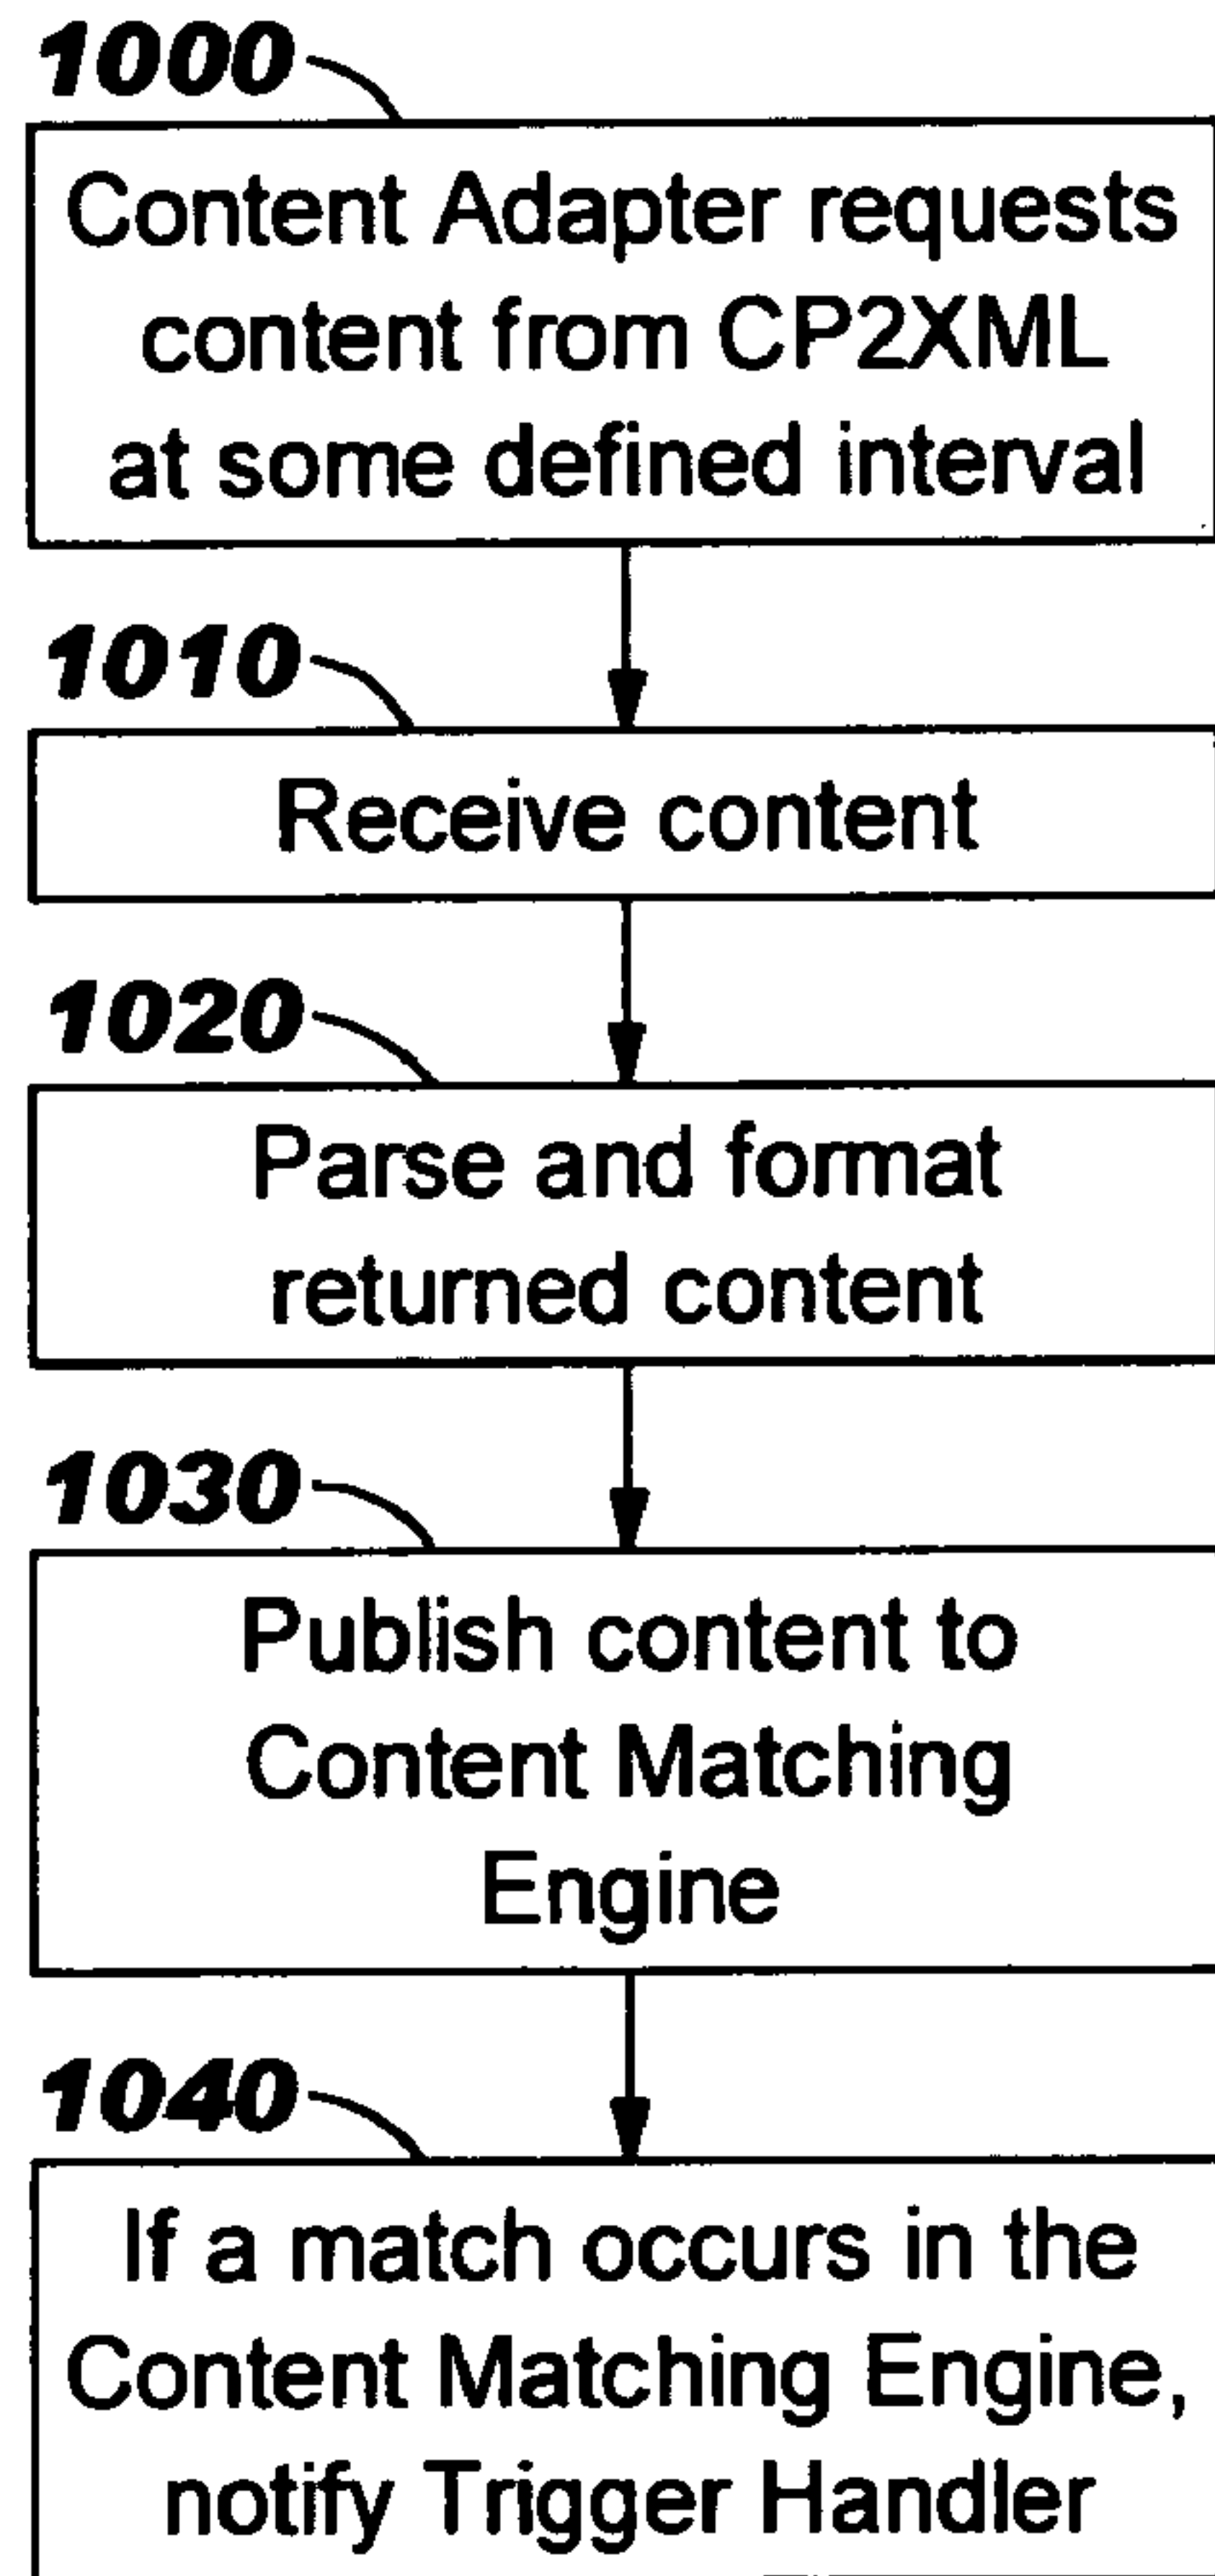 1000
Content Adapter requests
content from CP2XML
at some defined interval
1010
Receive content
1020
Parse and format
returned content
1030
Publish content to
Content Matching
Engine
1040
If a match occurs in the
Content Matching Engine,
notify Trigger Handler